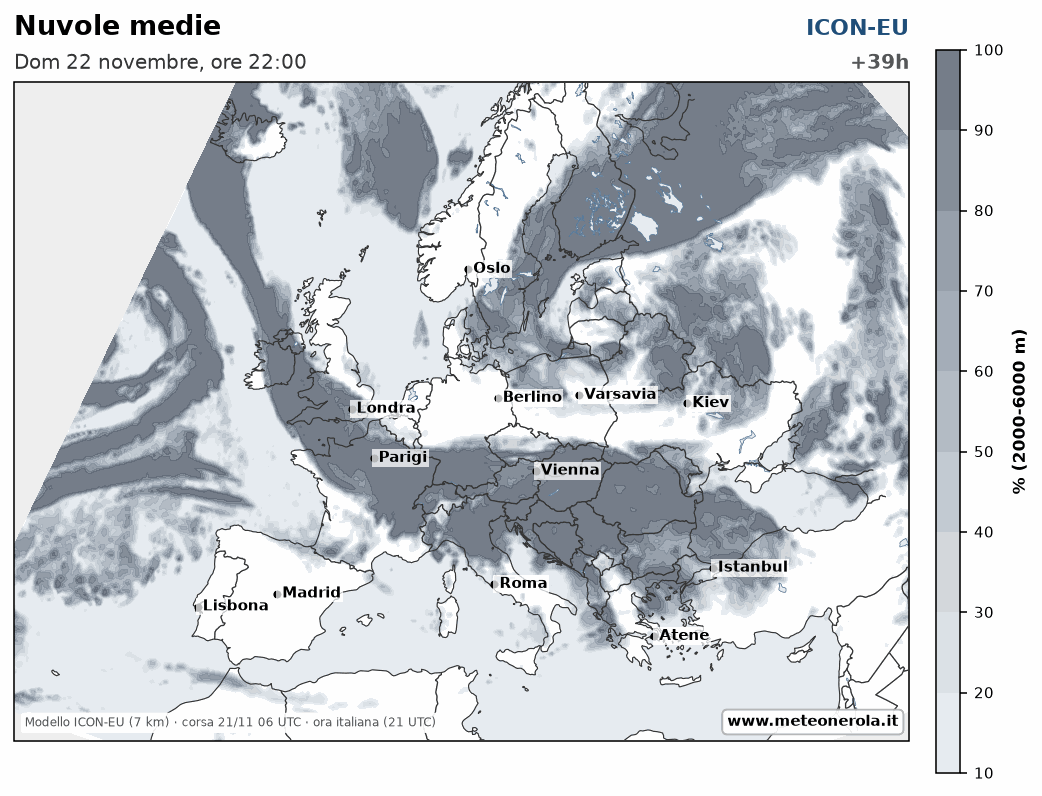 Nuvole medie
ICON-EU
Dom 22 novembre, ore 22:00
+39h
100
90
80
70
60
50
40
30
20
10
% (2000-6000 m)
Oslo
Berlino
Varsavia
Kiev
Londra
Parigi
Vienna
Istanbul
Roma
Madrid
Lisbona
Atene
Modello ICON-EU (7 km) · corsa 21/11 06 UTC · ora italiana (21 UTC)
www.meteonerola.it